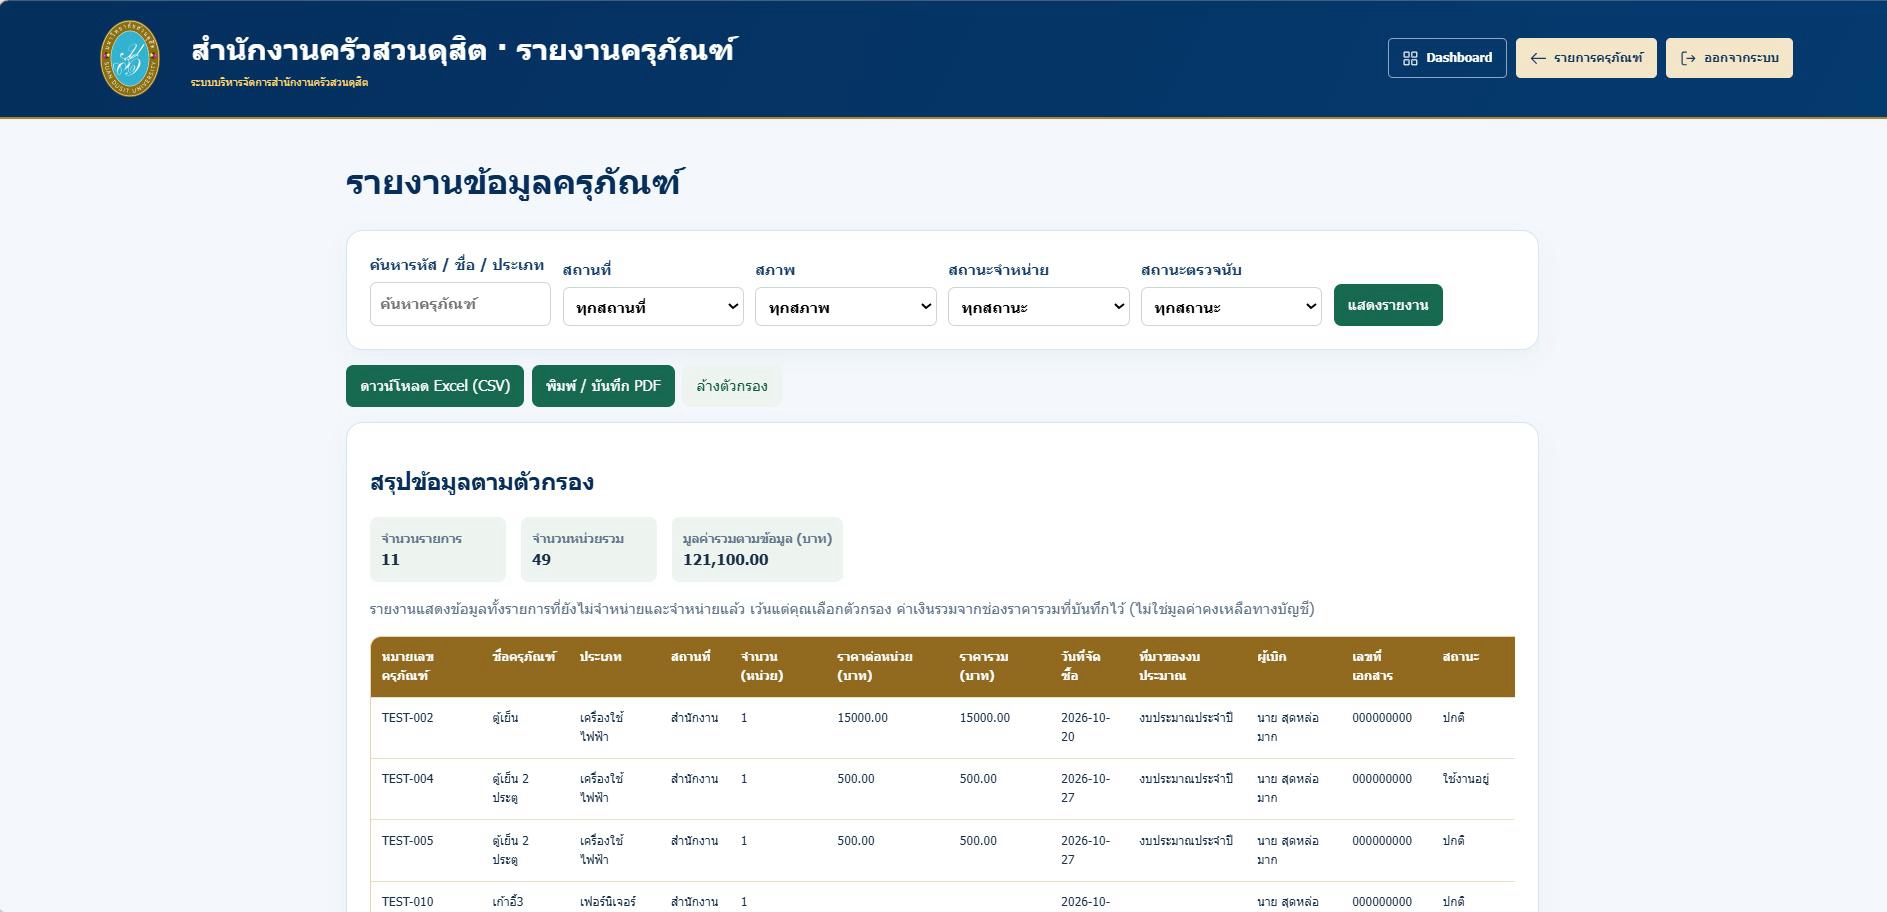 สำนักงานครัวสวนดุสิต · รายงานครุภัณฑ์
ระบบบริหารจัดการสำนักงานครัวสวนดุสิต
Dashboard
รายการครุภัณฑ์
ออกจากระบบ
รายงานข้อมูลครุภัณฑ์
ค้นหารหัส / ชื่อ / ประเภท
สถานที่
สภาพ
สถานะจำหน่าย
สถานะตรวจนับ
ค้นหาครุภัณฑ์
ทุกสถานที่
ทุกสภาพ
ทุกสถานะ
ทุกสถานะ
แสดงรายงาน
ดาวน์โหลด Excel (CSV)
พิมพ์ / บันทึก PDF
ล้างตัวกรอง
สรุปข้อมูลตามตัวกรอง
จำนวนรายการ
11
จำนวนหน่วยรวม
49
มูลค่ารวมตามข้อมูล (บาท)
121,100.00
รายงานแสดงข้อมูลทั้งรายการที่ยังไม่จำหน่ายและจำหน่ายแล้ว เว้นแต่คุณเลือกตัวกรอง ค่าเงินรวมจากช่องราคารวมที่บันทึกไว้ (ไม่ใช่มูลค่าคงเหลือทางบัญชี)
หมายเลขครุภัณฑ์ ชื่อครุภัณฑ์ ประเภท สถานที่ จำนวน (หน่วย) ราคาต่อหน่วย (บาท) ราคารวม (บาท) วันที่จัดซื้อ ที่มาของงบประมาณ ผู้เบิก เลขที่เอกสาร สถานะ
TEST-002 ตู้เย็น เครื่องใช้ไฟฟ้า สำนักงาน 1 15000.00 15000.00 2026-10-20 งบประมาณประจำปี นาย สุดหล่อ มาก 000000000 ปกติ
TEST-004 ตู้เย็น 2 ประตู เครื่องใช้ไฟฟ้า สำนักงาน 1 500.00 500.00 2026-10-27 งบประมาณประจำปี นาย สุดหล่อ มาก 000000000 ใช้งานอยู่
TEST-005 ตู้เย็น 2 ประตู เครื่องใช้ไฟฟ้า สำนักงาน 1 500.00 500.00 2026-10-27 งบประมาณประจำปี นาย สุดหล่อ มาก 000000000 ปกติ
TEST-010 เก้าอี้3 เฟอร์นิเจอร์ สำนักงาน 1 2026-10- นาย สุดหล่อ 000000000 ปกติ